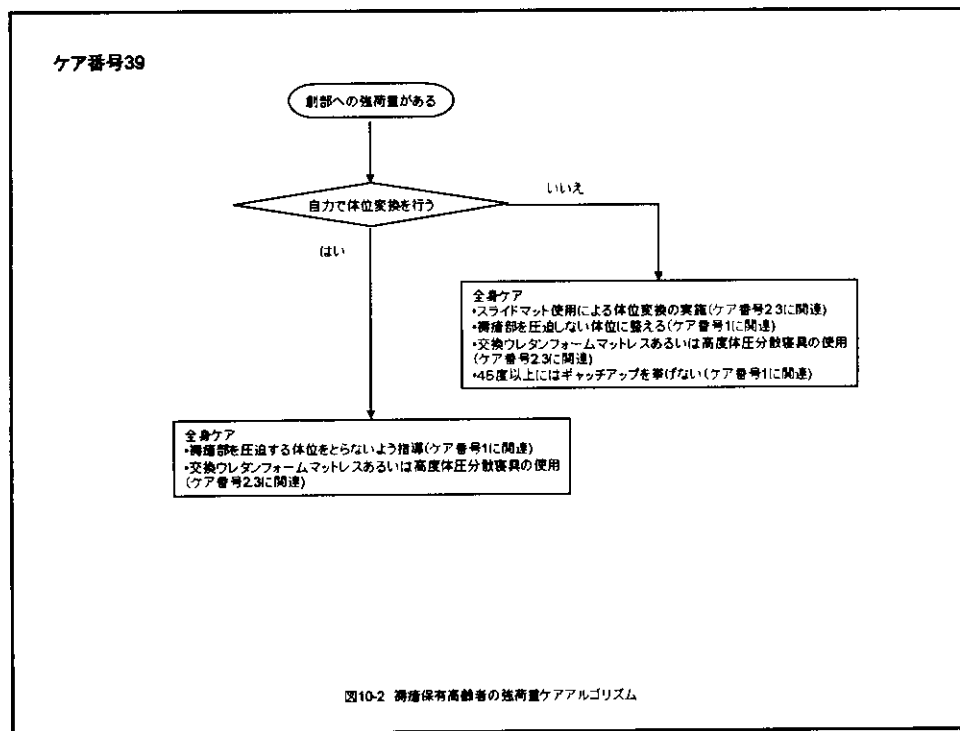 ケア番号39
創部への強荷重がある
自力で体位変換を行う
いいえ
はい
全身ケア
・スライドマット使用による体位変換の実施(ケア番号2.3に関連)
・褥瘡部を圧迫しない体位に整える(ケア番号1に関連)
・交換ウレタンフォームマットレスあるいは高度体圧分散寝具の使用
(ケア番号2.3に関連)
・45度以上にはギャッチアップを挙げない(ケア番号1に関連)
全身ケア
・褥瘡部を圧迫する体位をとらないよう指導(ケア番号1に関連)
・交換ウレタンフォームマットレスあるいは高度体圧分散寝具の使用
(ケア番号2.3に関連)
図10-2 褥瘡保有高齢者の強荷重ケアアルゴリズム